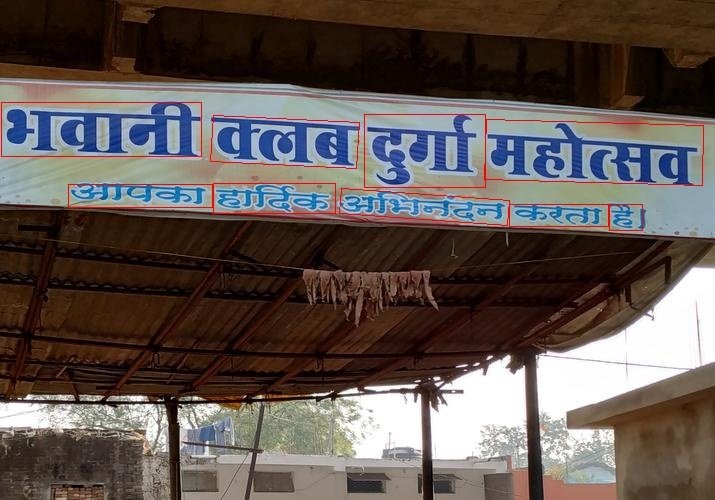 भवानी क्लब दुर्गा महोत्सव
आपका हार्दिक अभिनंदन करता है।